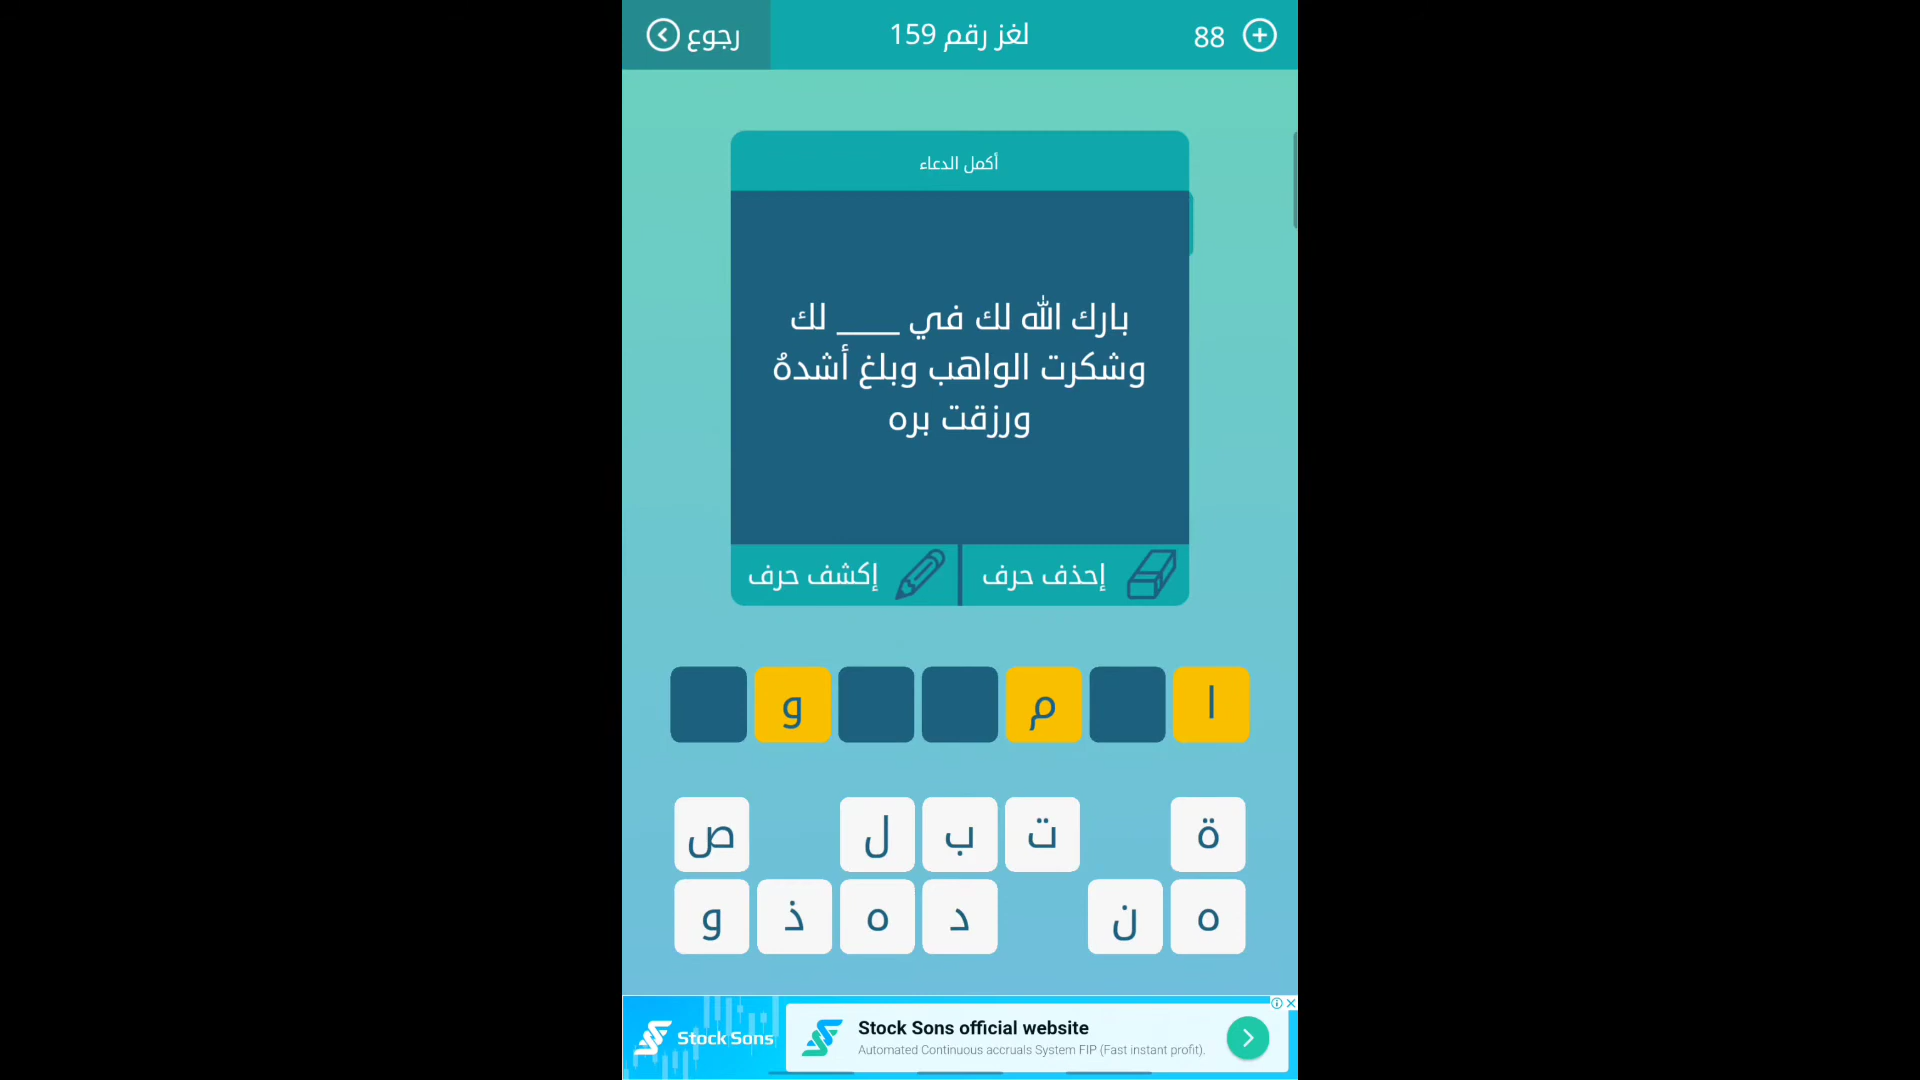 رجوع
لغز رقم 159
88
أكمل الدعاء
بارك الله لك في ____ لك
وشكرت الواهب وبلغ أشدهُ
ورزقت بره
إحذف حرف
إكشف حرف
ا م و
ة ت ب ل ص
ه ن د ه ذ و
Stock Sons
Stock Sons official website
Automated Continuous accruals System FIP (Fast instant profit).